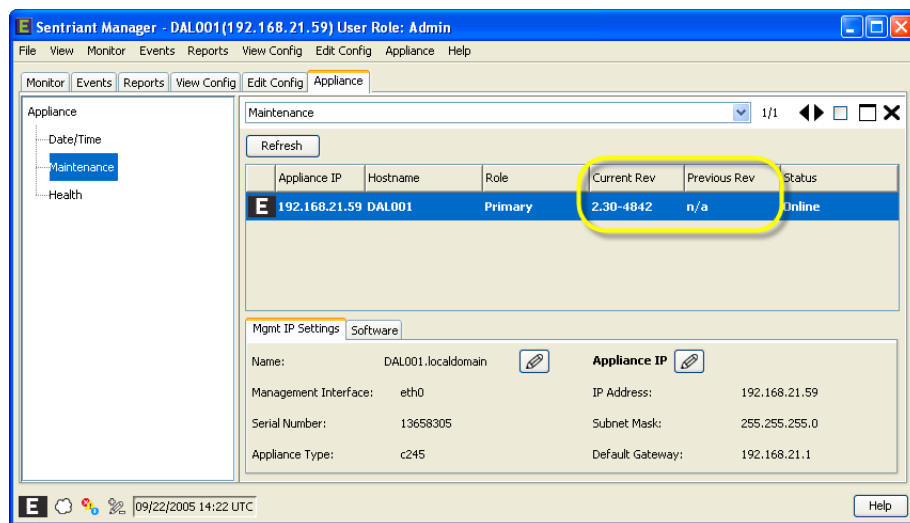 E Sentriant Manager - DAL001(192.168.21.59) User Role: Admin
File View Monitor Events Reports View Config Edit Config Appliance Help
Monitor Events Reports View Config Edit Config Appliance
Appliance
Date/Time
Maintenance
Health
Maintenance 1/1
Refresh
Appliance IP Hostname Role Current Rev Previous Rev Status
E 192.168.21.59 DAL001 Primary 2.30-4842 n/a Online
Mgmt IP Settings Software
Name: DAL001.localdomain Appliance IP
Management Interface: eth0 IP Address: 192.168.21.59
Serial Number: 13658305 Subnet Mask: 255.255.255.0
Appliance Type: c245 Default Gateway: 192.168.21.1
E 09/22/2005 14:22 UTC Help